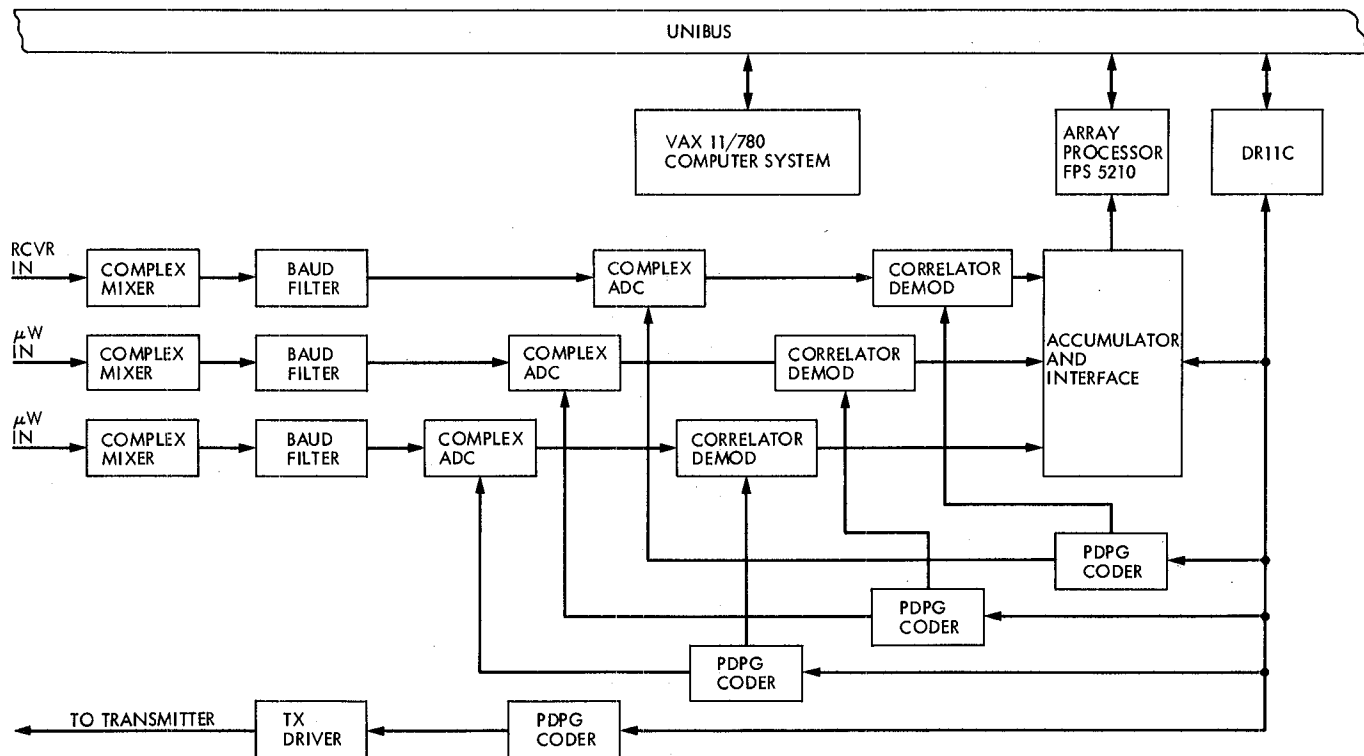 UNIBUS
VAX 11/780
COMPUTER SYSTEM
ARRAY
PROCESSOR
FPS 5210
DR11C
RCVR
IN
COMPLEX
MIXER
BAUD
FILTER
COMPLEX
ADC
CORRELATOR
DEMOD
μW
IN
COMPLEX
MIXER
BAUD
FILTER
COMPLEX
ADC
CORRELATOR
DEMOD
ACCUMULATOR
AND
INTERFACE
μW
IN
COMPLEX
MIXER
BAUD
FILTER
COMPLEX
ADC
CORRELATOR
DEMOD
PDPG
CODER
PDPG
CODER
PDPG
CODER
TO TRANSMITTER
TX
DRIVER
PDPG
CODER